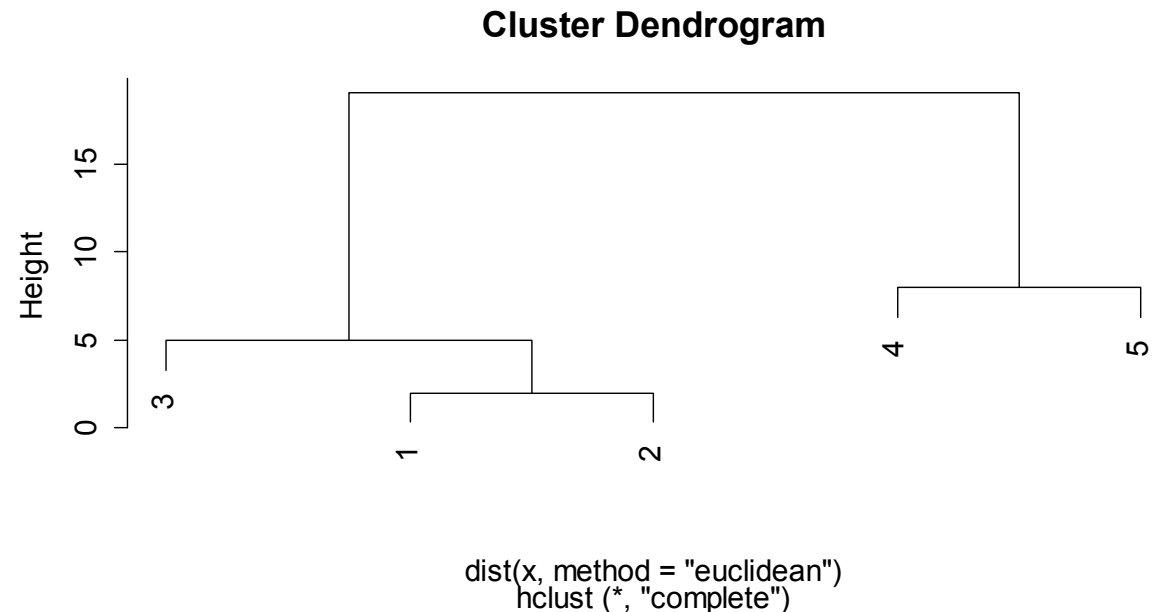 Cluster Dendrogram
Height
15
10
5
0
3
1
2
4
5
dist(x, method = "euclidean")
hclust (*, "complete")